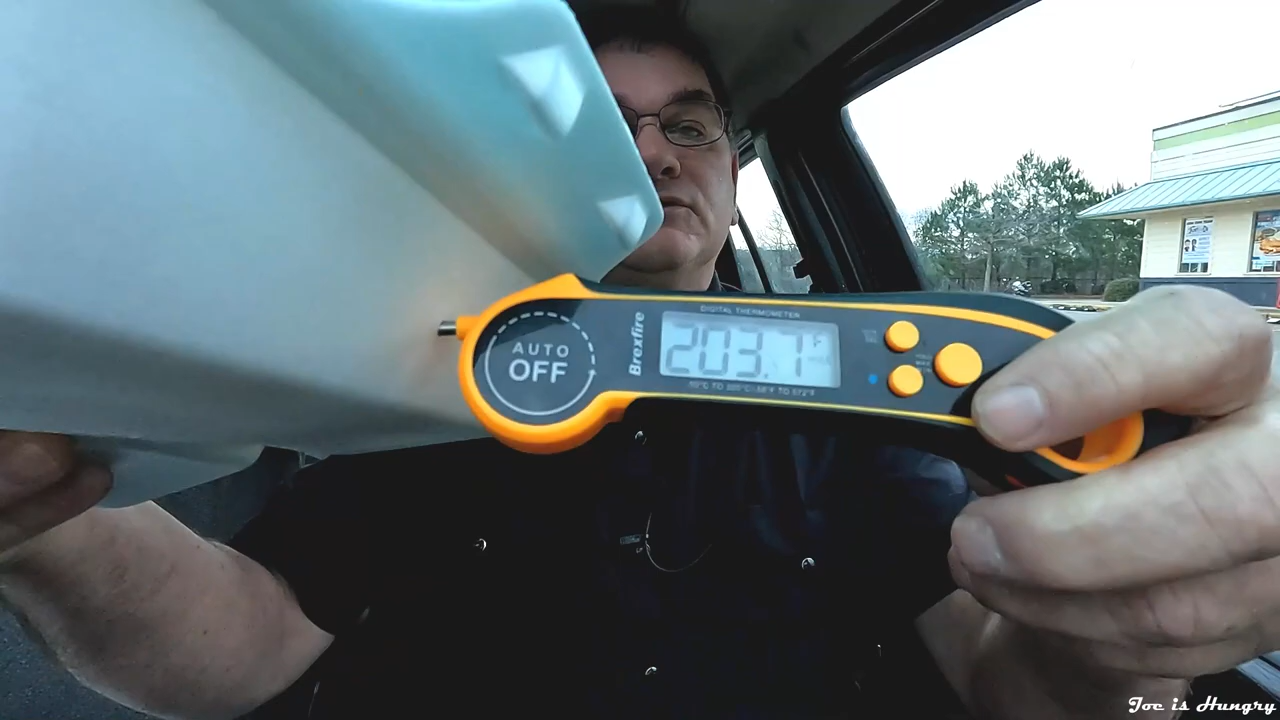 DIGITAL THERMOMETER
AUTO
OFF
Brexfire
203.7°F
Joe is Hungry